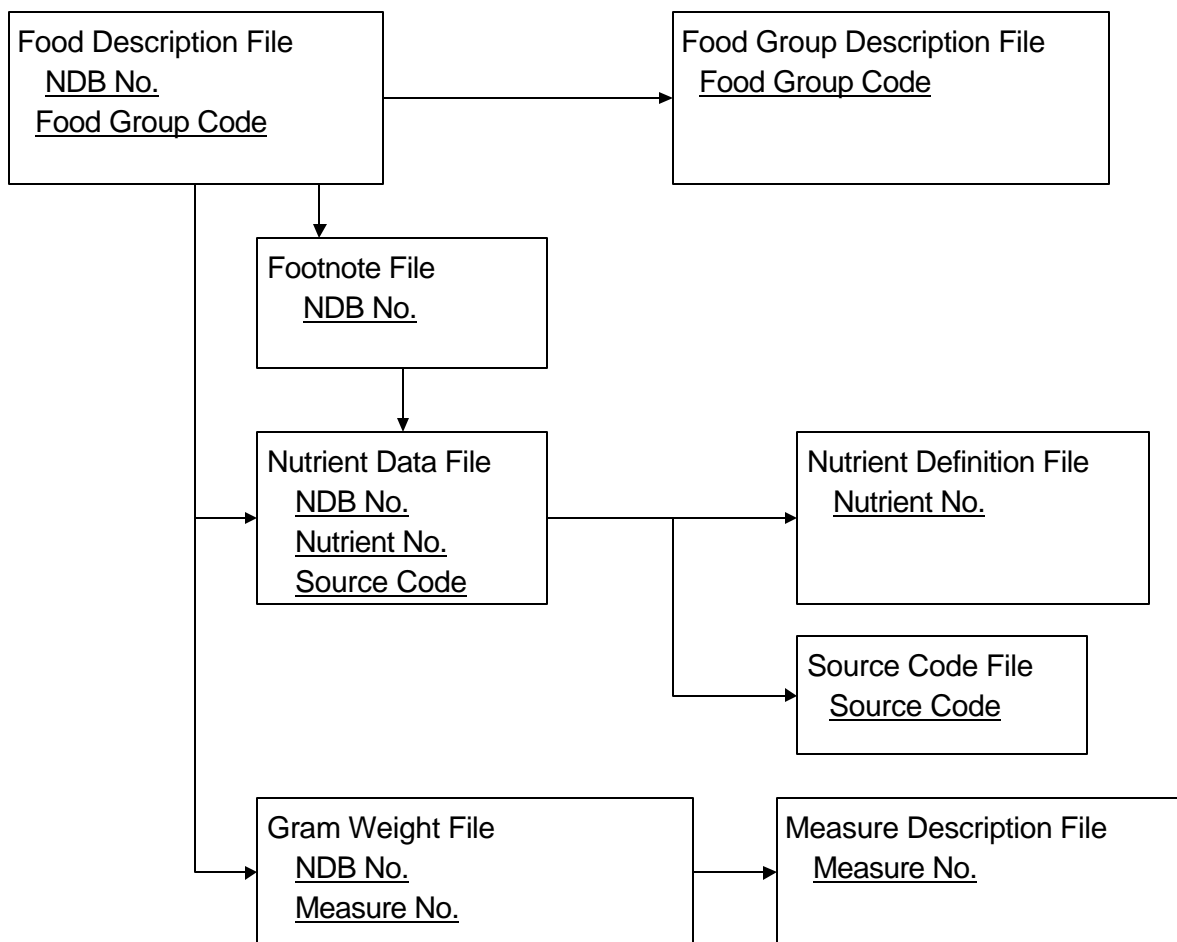 Food Description File
NDB No.
Food Group Code
Food Group Description File
Food Group Code
Footnote File
NDB No.
Nutrient Data File
NDB No.
Nutrient No.
Source Code
Nutrient Definition File
Nutrient No.
Source Code File
Source Code
Gram Weight File
NDB No.
Measure No.
Measure Description File
Measure No.